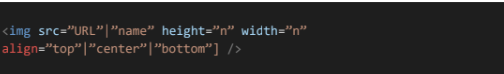 <img src=”URL”|”name” height=”n” width=”n”
align=”top”|”center”|”bottom”] />